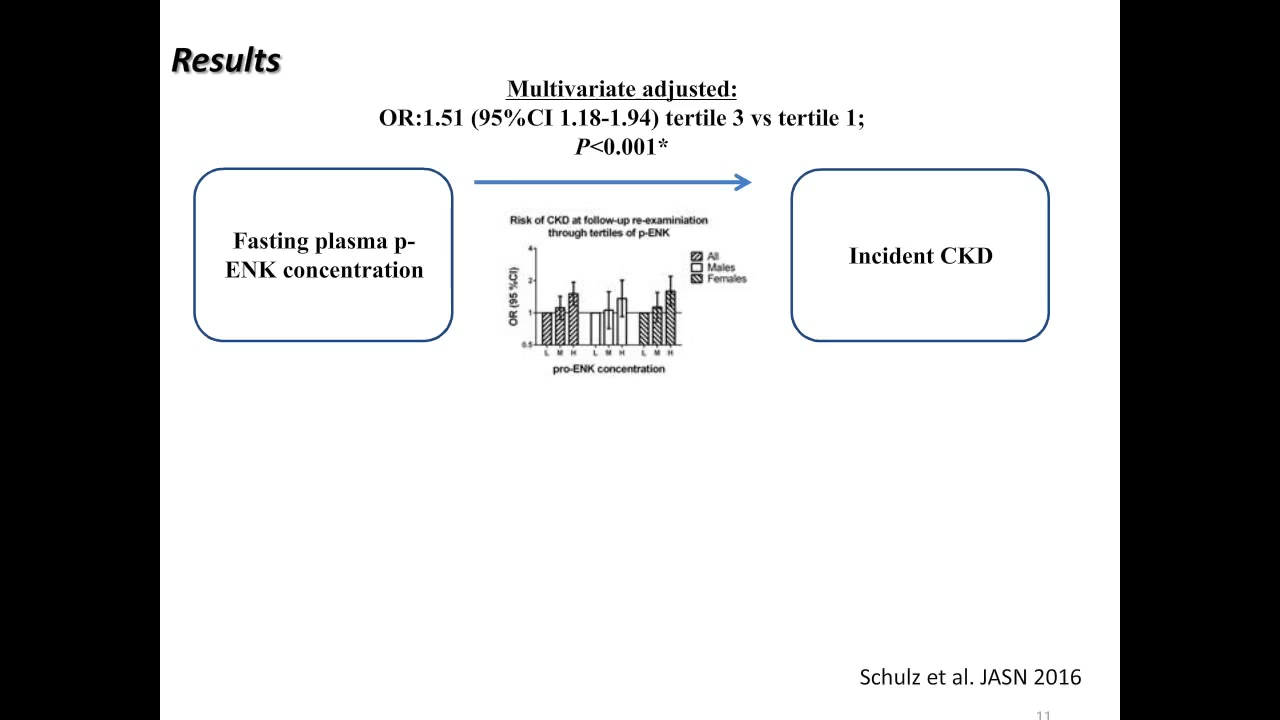 Results
Multivariate adjusted:
OR:1.51 (95%CI 1.18-1.94) tertile 3 vs tertile 1;
P<0.001*
Fasting plasma p-
ENK concentration
Risk of CKD at follow-up re-examiniation
through tertiles of p-ENK
4
2
1
0.5
OR (95 %CI)
All
Males
Females
L M H L M H L M H
pro-ENK concentration
Incident CKD
Schulz et al. JASN 2016
11